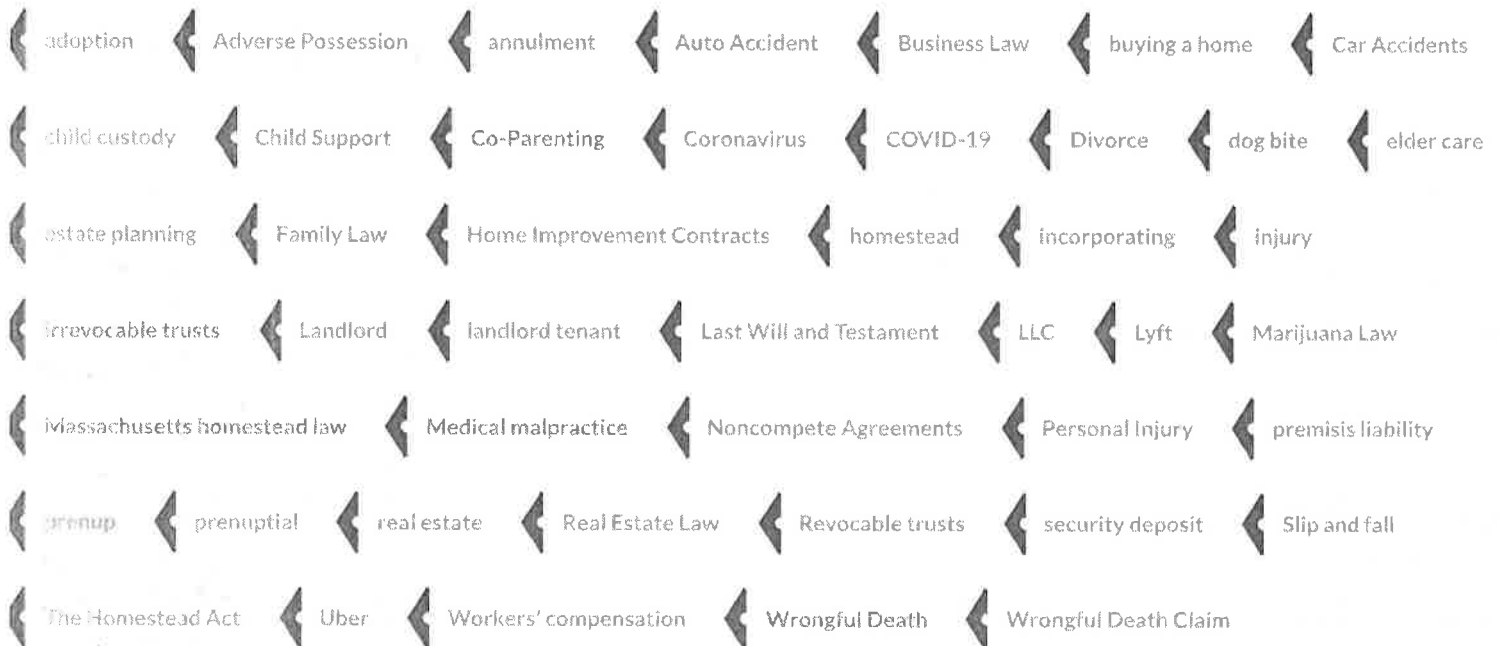 adoption Adverse Possession annulment Auto Accident Business Law buying a home Car Accidents
child custody Child Support Co-Parenting Coronavirus COVID-19 Divorce dog bite elder care
estate planning Family Law Home Improvement Contracts homestead incorporating injury
irrevocable trusts Landlord landlord tenant Last Will and Testament LLC Lyft Marijuana Law
Massachusetts homestead law Medical malpractice Noncompete Agreements Personal Injury premisis liability
prenup prenuptial real estate Real Estate Law Revocable trusts security deposit Slip and fall
The Homestead Act Uber Workers' compensation Wrongful Death Wrongful Death Claim